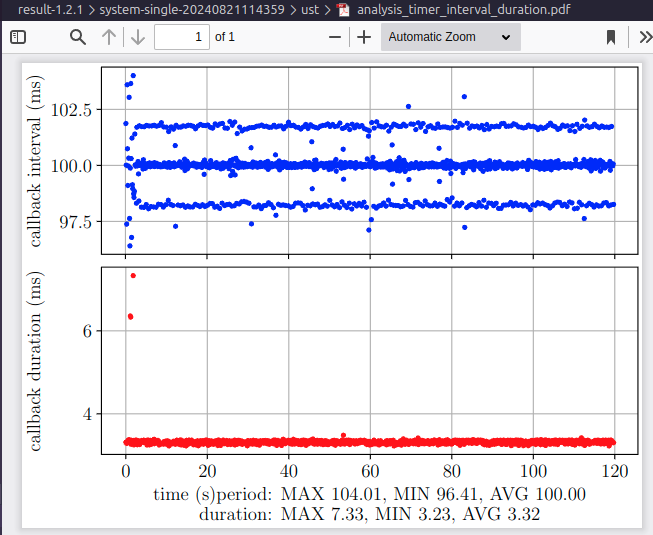 result-1.2.1 > system-single-20240821114359 > ust > analysis_timer_interval_duration.pdf
1 of 1 Automatic Zoom
callback interval (ms)
102.5
100.0
97.5
callback duration (ms)
6
4
0 20 40 60 80 100 120
time (s)period: MAX 104.01, MIN 96.41, AVG 100.00
duration: MAX 7.33, MIN 3.23, AVG 3.32